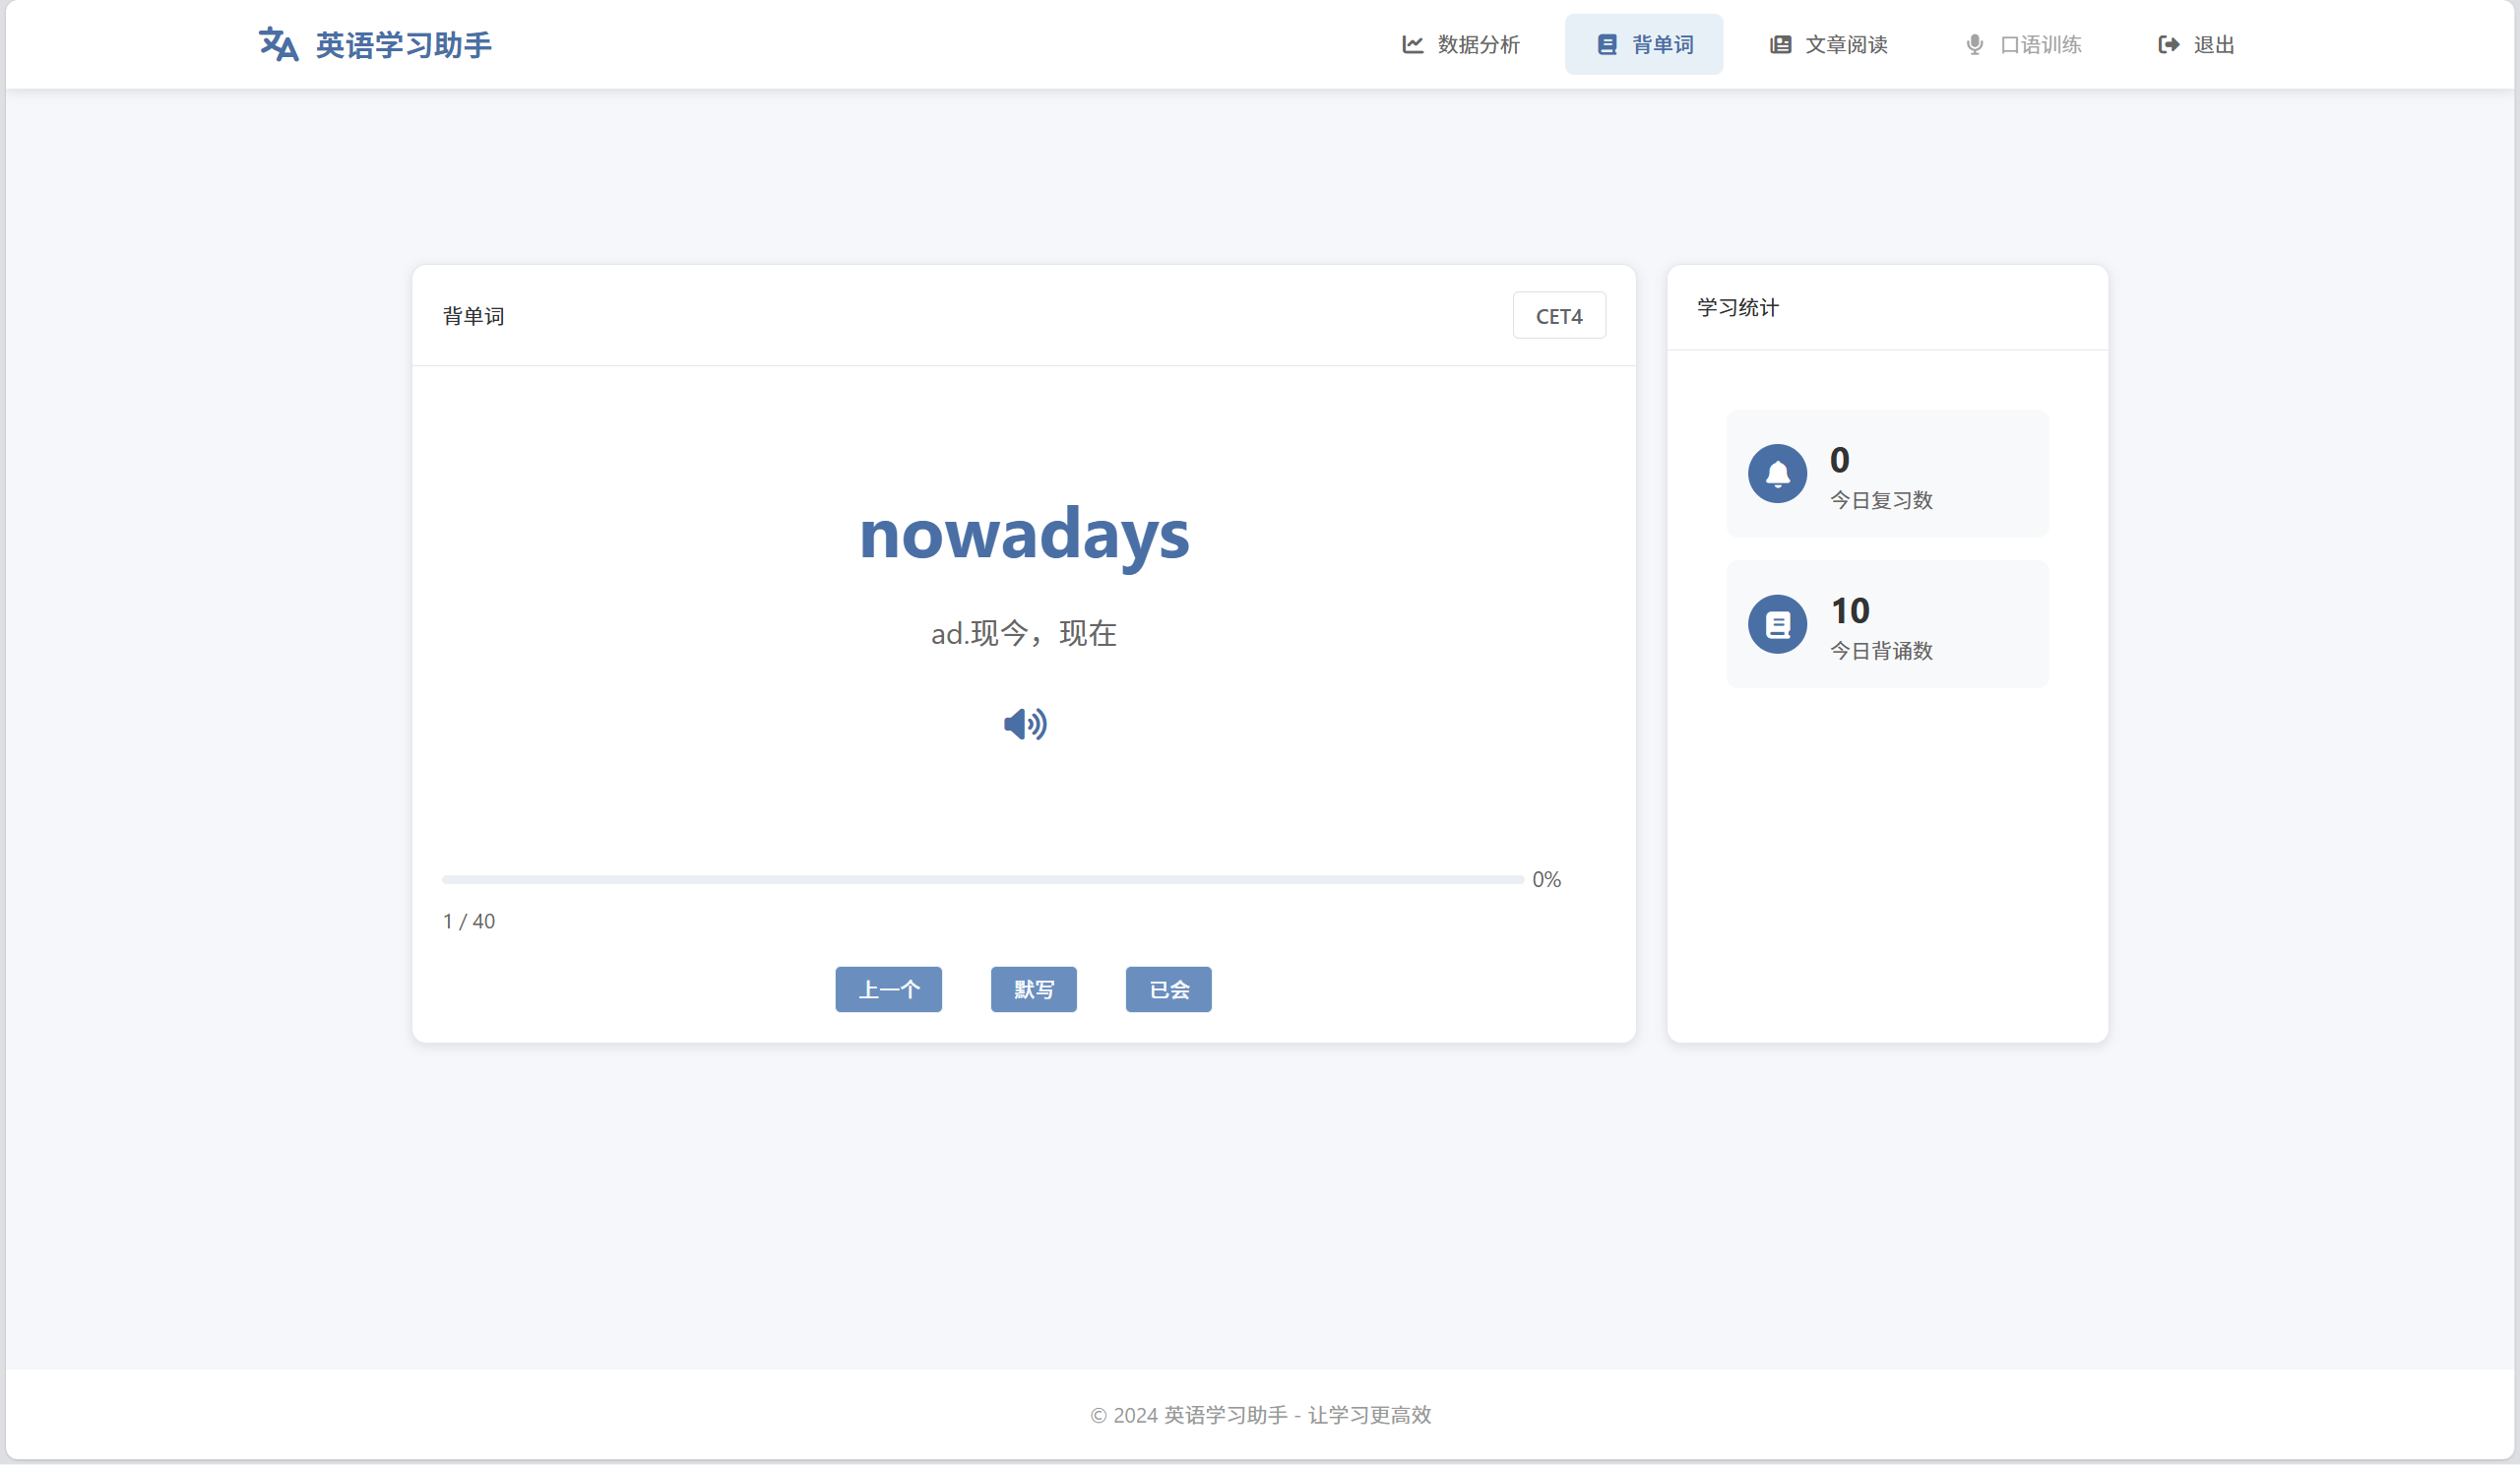 英语学习助手
数据分析
背单词
文章阅读
口语训练
退出
背单词
CET4
nowadays
ad.现今，现在
0%
1 / 40
上一个
默写
已会
学习统计
0
今日复习数
10
今日背诵数
© 2024 英语学习助手 - 让学习更高效